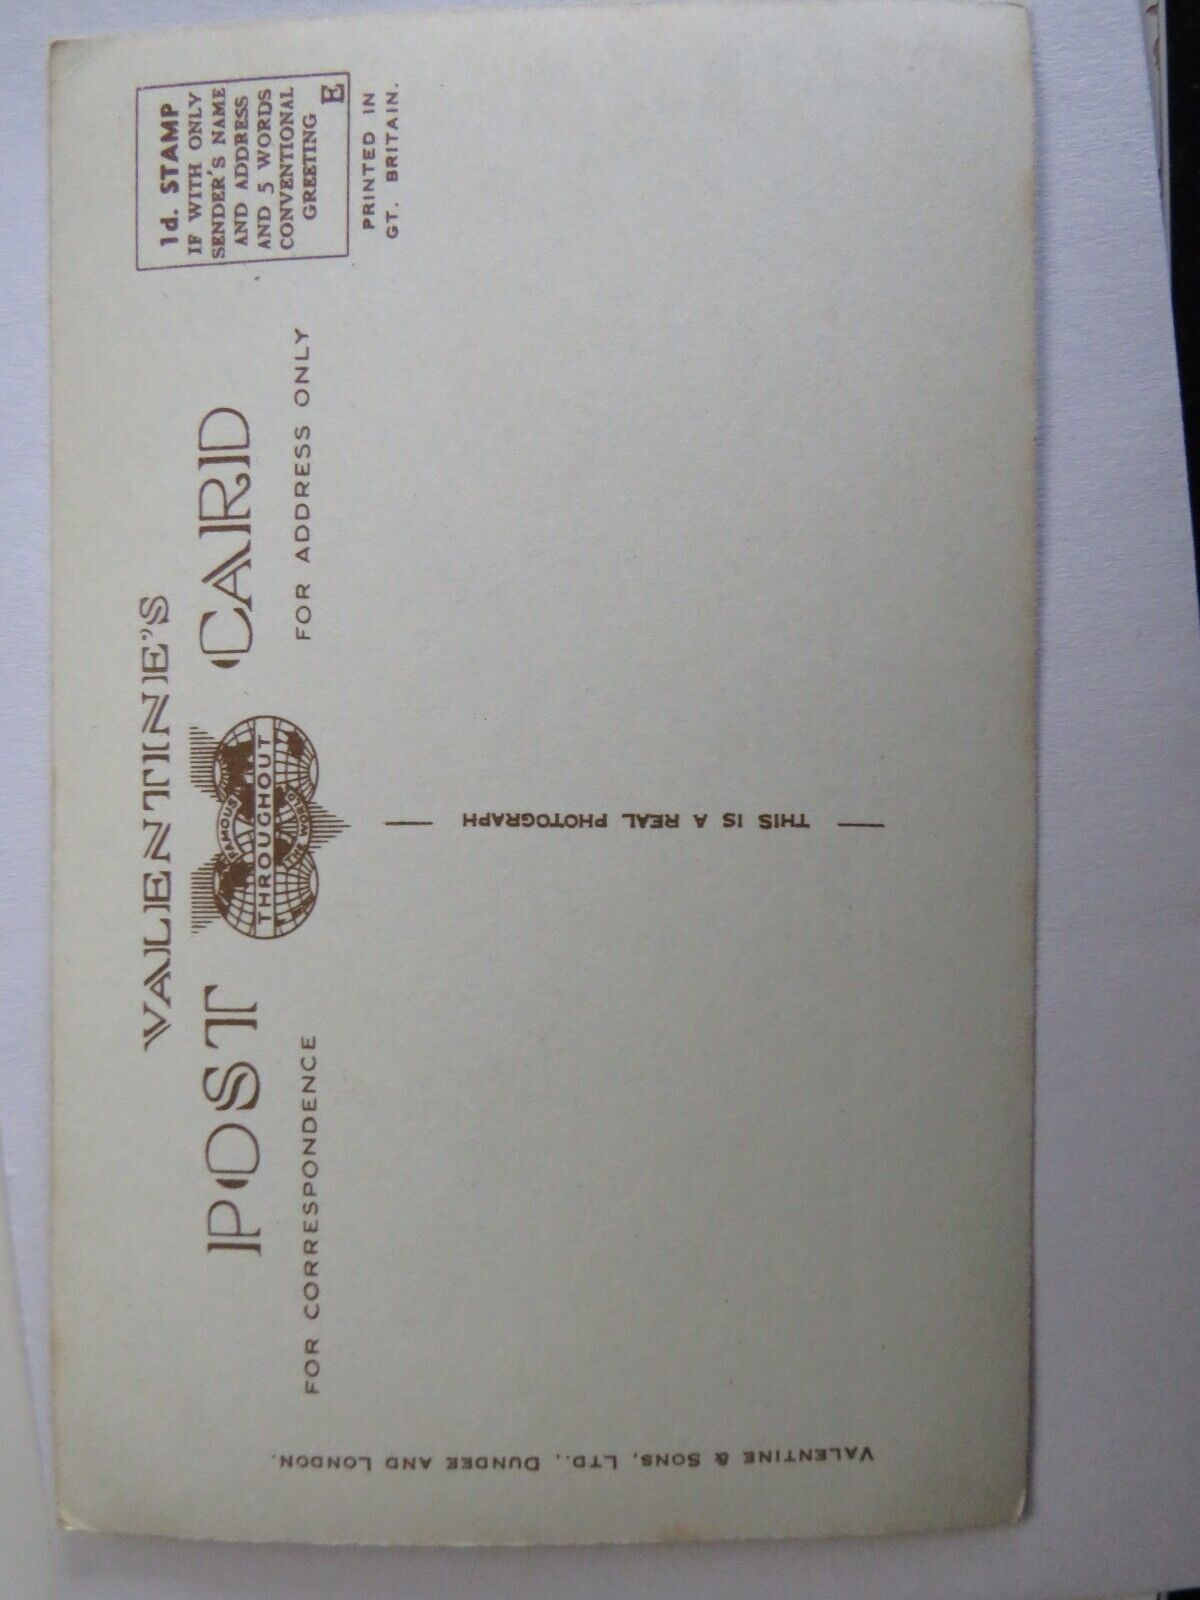 VALENTINE'S
POST CARD
FAMOUS
THROUGHOUT
THE WORLD
FOR CORRESPONDENCE
FOR ADDRESS ONLY
1d. STAMP
IF WITH ONLY
SENDER'S NAME
AND ADDRESS
AND 5 WORDS
CONVENTIONAL
GREETING
E
PRINTED IN
GT. BRITAIN.
THIS IS A REAL PHOTOGRAPH
VALENTINE & SONS, LTD., DUNDEE AND LONDON.